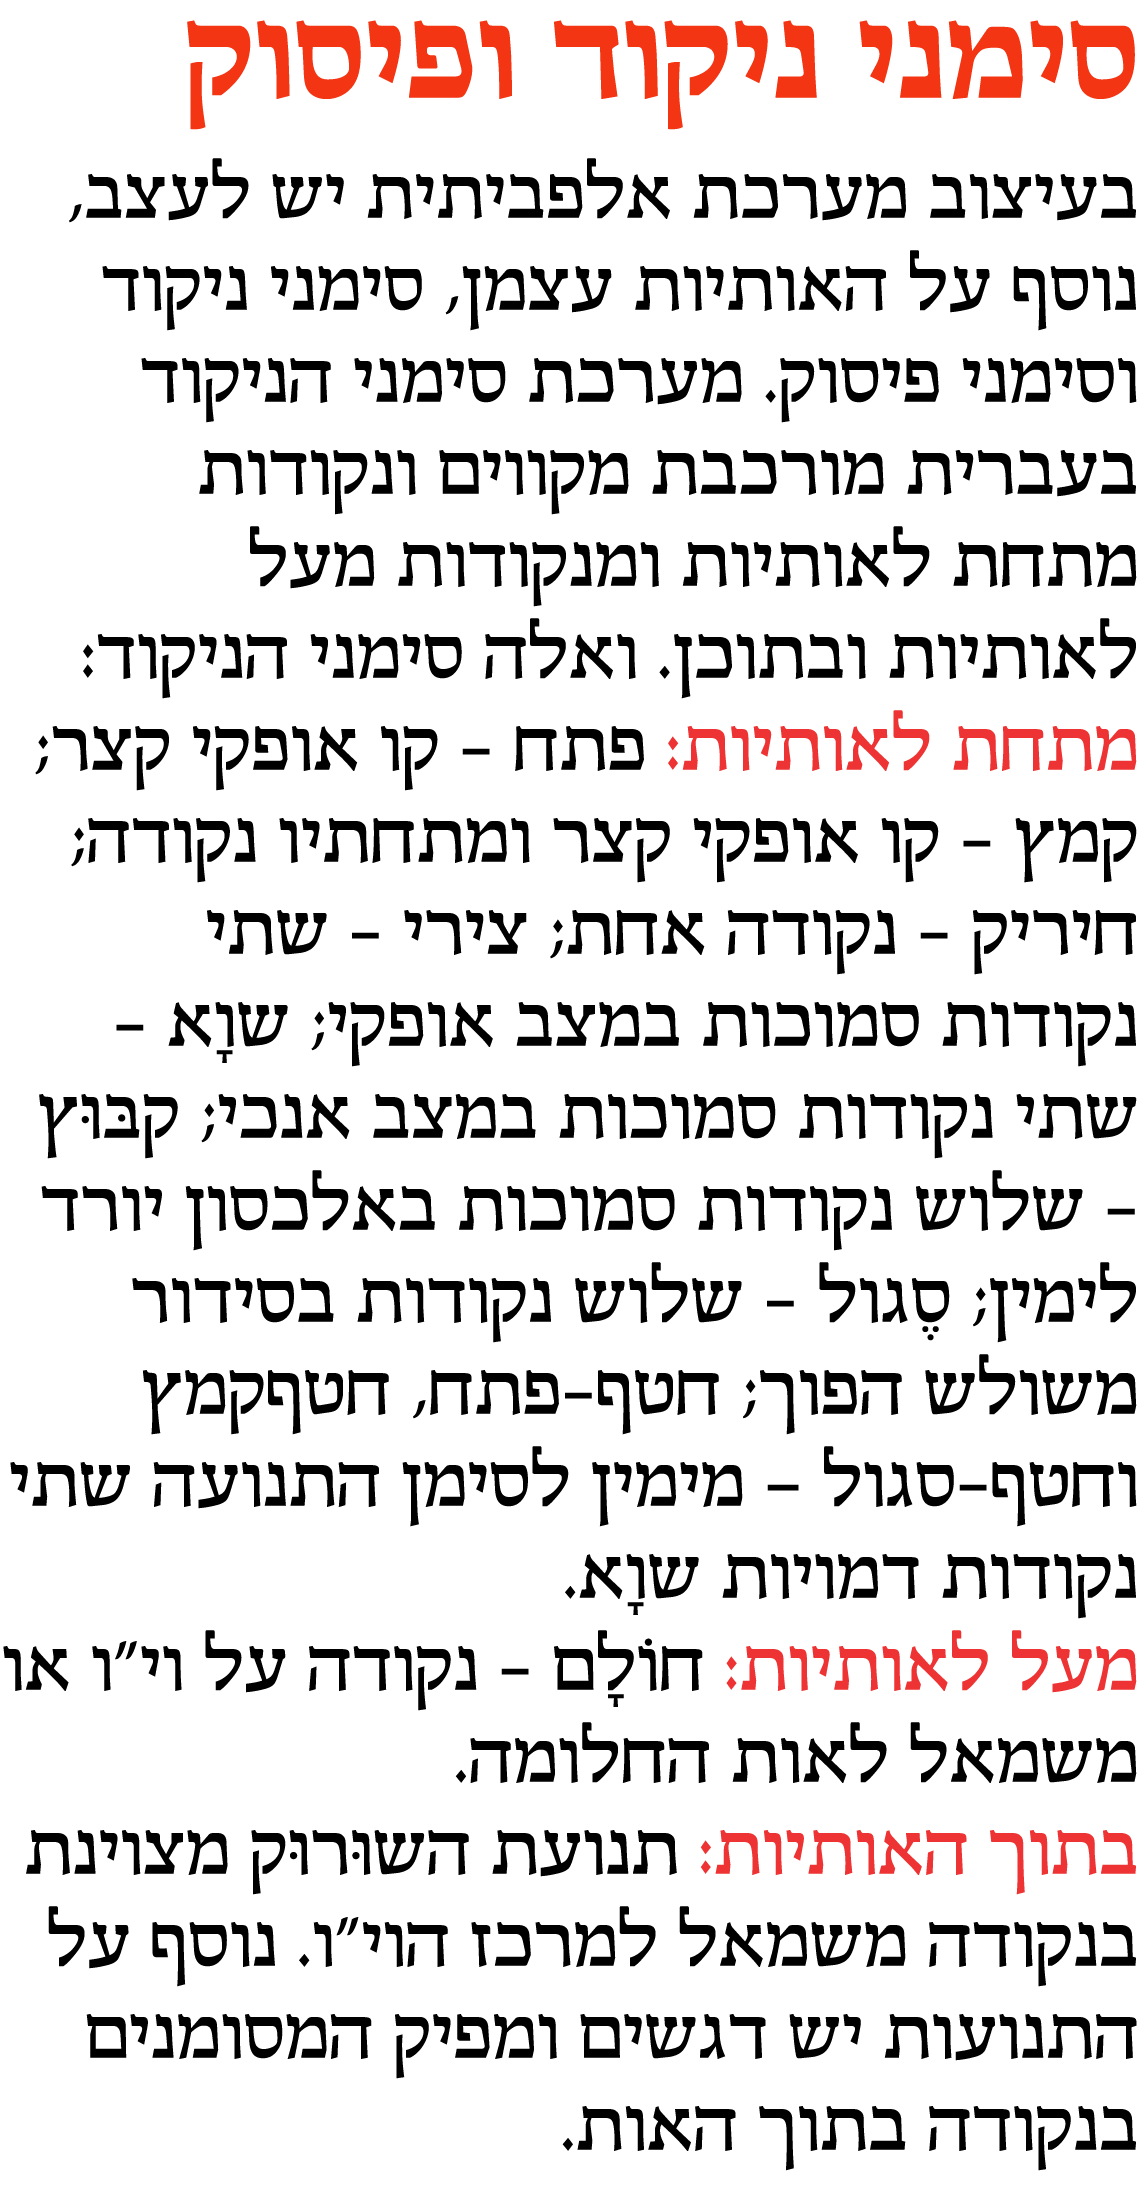 סימני ניקוד ופיסוק
בעיצוב מערכת אלפביתית יש לעצב,
נוסף על האותיות עצמן, סימני ניקוד
וסימני פיסוק. מערכת סימני הניקוד
בעברית מורכבת מקווים ונקודות
מתחת לאותיות ומנקודות מעל
לאותיות ובתוכן. ואלה סימני הניקוד:
מתחת לאותיות: פתח – קו אופקי קצר;
קמץ – קו אופקי קצר ומתחתיו נקודה;
חיריק – נקודה אחת; צירי – שתי
נקודות סמוכות במצב אופקי; שוָא –
שתי נקודות סמוכות במצב אנכי; קבּוּץ
– שלוש נקודות סמוכות באלכסון יורד
לימין; סֶגול – שלוש נקודות בסידור
משולש הפוך; חטף-פתח, חטףקמץ
וחטף-סגול – מימין לסימן התנועה שתי
נקודות דמויות שוָא.
מעל לאותיות: חוֹלָם – נקודה על וי״ו או
משמאל לאות החלומה.
בתוך האותיות: תנועת השוּרוּק מצוינת
בנקודה משמאל למרכז הוי״ו. נוסף על
התנועות יש דגשים ומפיק המסומנים
בנקודה בתוך האות.